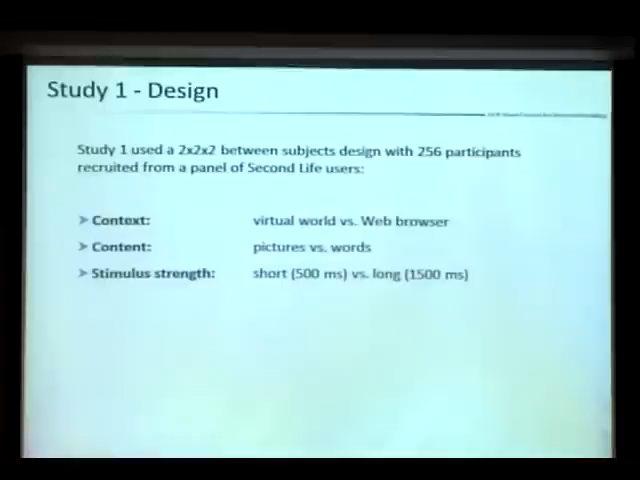 Study 1 - Design
Study 1 used a 2x2x2 between subjects design with 256 participants
recruited from a panel of Second Life users:
➢ Context: virtual world vs. Web browser
➢ Content: pictures vs. words
➢ Stimulus strength: short (500 ms) vs. long (1500 ms)